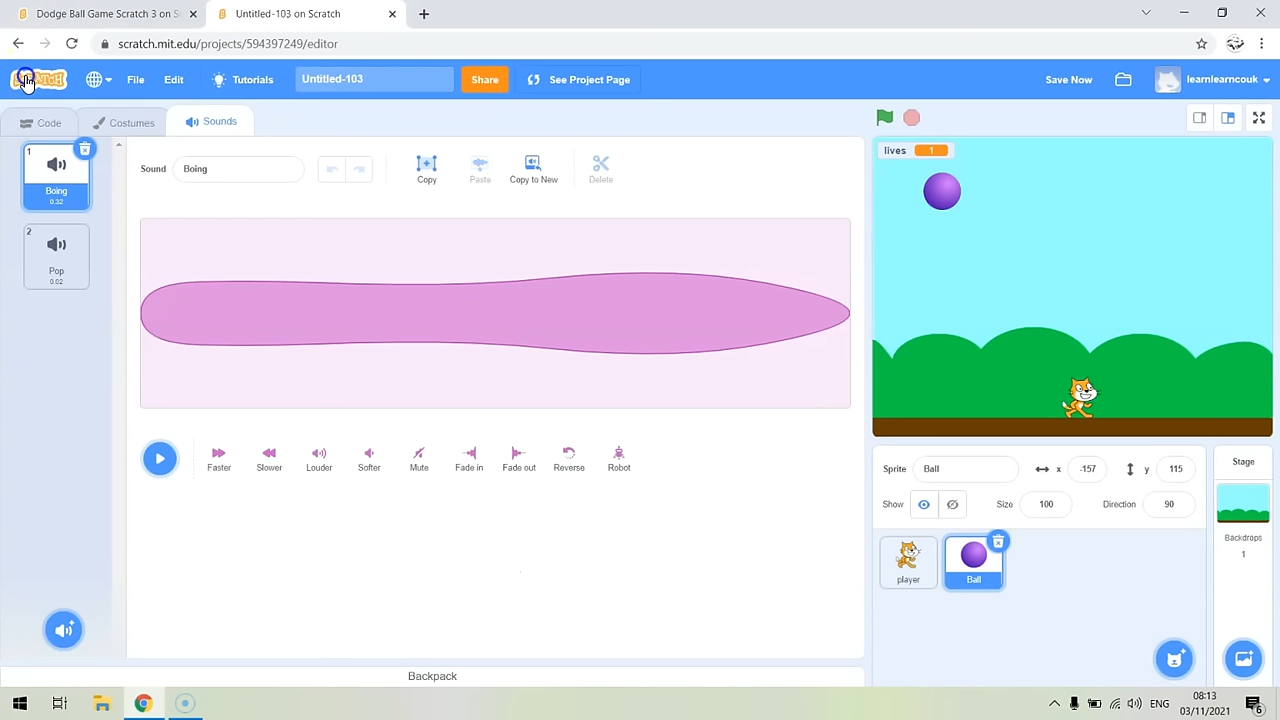 Dodge Ball Game Scratch 3 on S
Untitled-103 on Scratch
scratch.mit.edu/projects/594397249/editor
File
Edit
Tutorials
Untitled-103
Share
See Project Page
Save Now
learnlearncouk
Code
Costumes
Sounds
1
Boing
0.32
2
Pop
0.02
Sound
Boing
Copy
Paste
Copy to New
Delete
Faster
Slower
Louder
Softer
Mute
Fade in
Fade out
Reverse
Robot
Backpack
lives 1
Sprite
Ball
x -157
y 115
Show
Size 100
Direction 90
player
Ball
Stage
Backdrops
1
ENG
08:13
03/11/2021
6